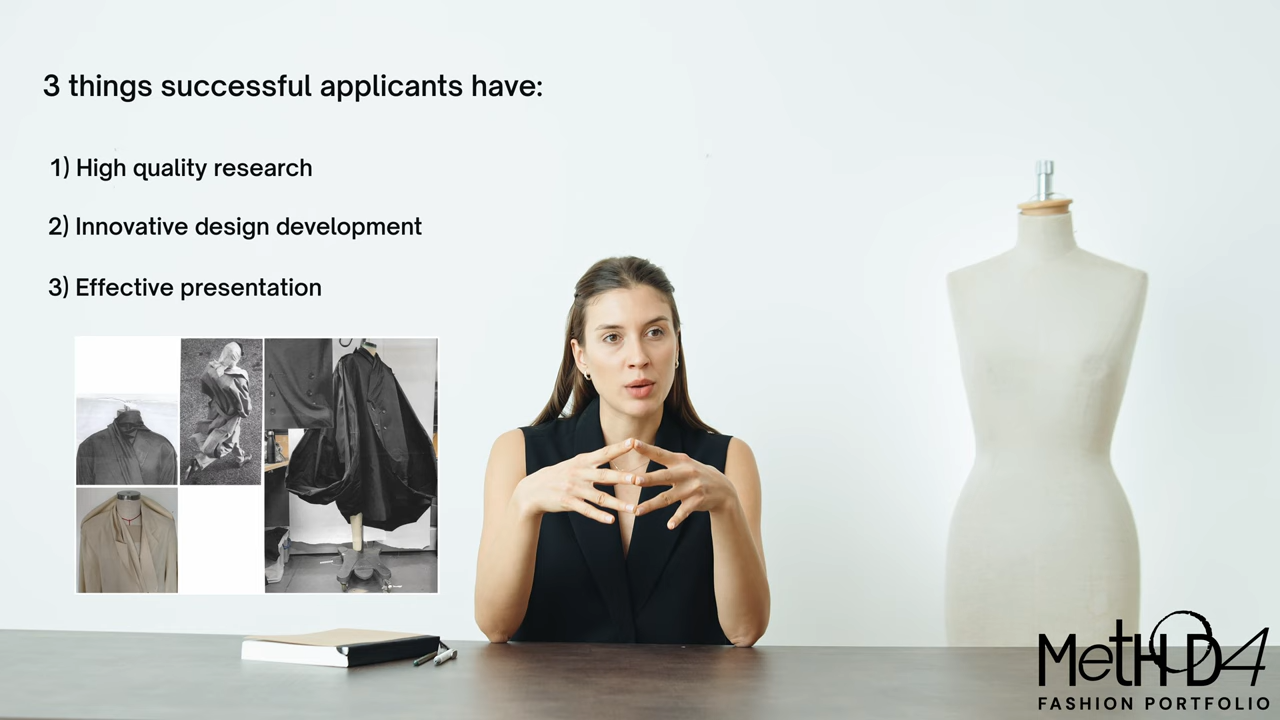 3 things successful applicants have:
1) High quality research
2) Innovative design development
3) Effective presentation
MetHOD4
FASHION PORTFOLIO